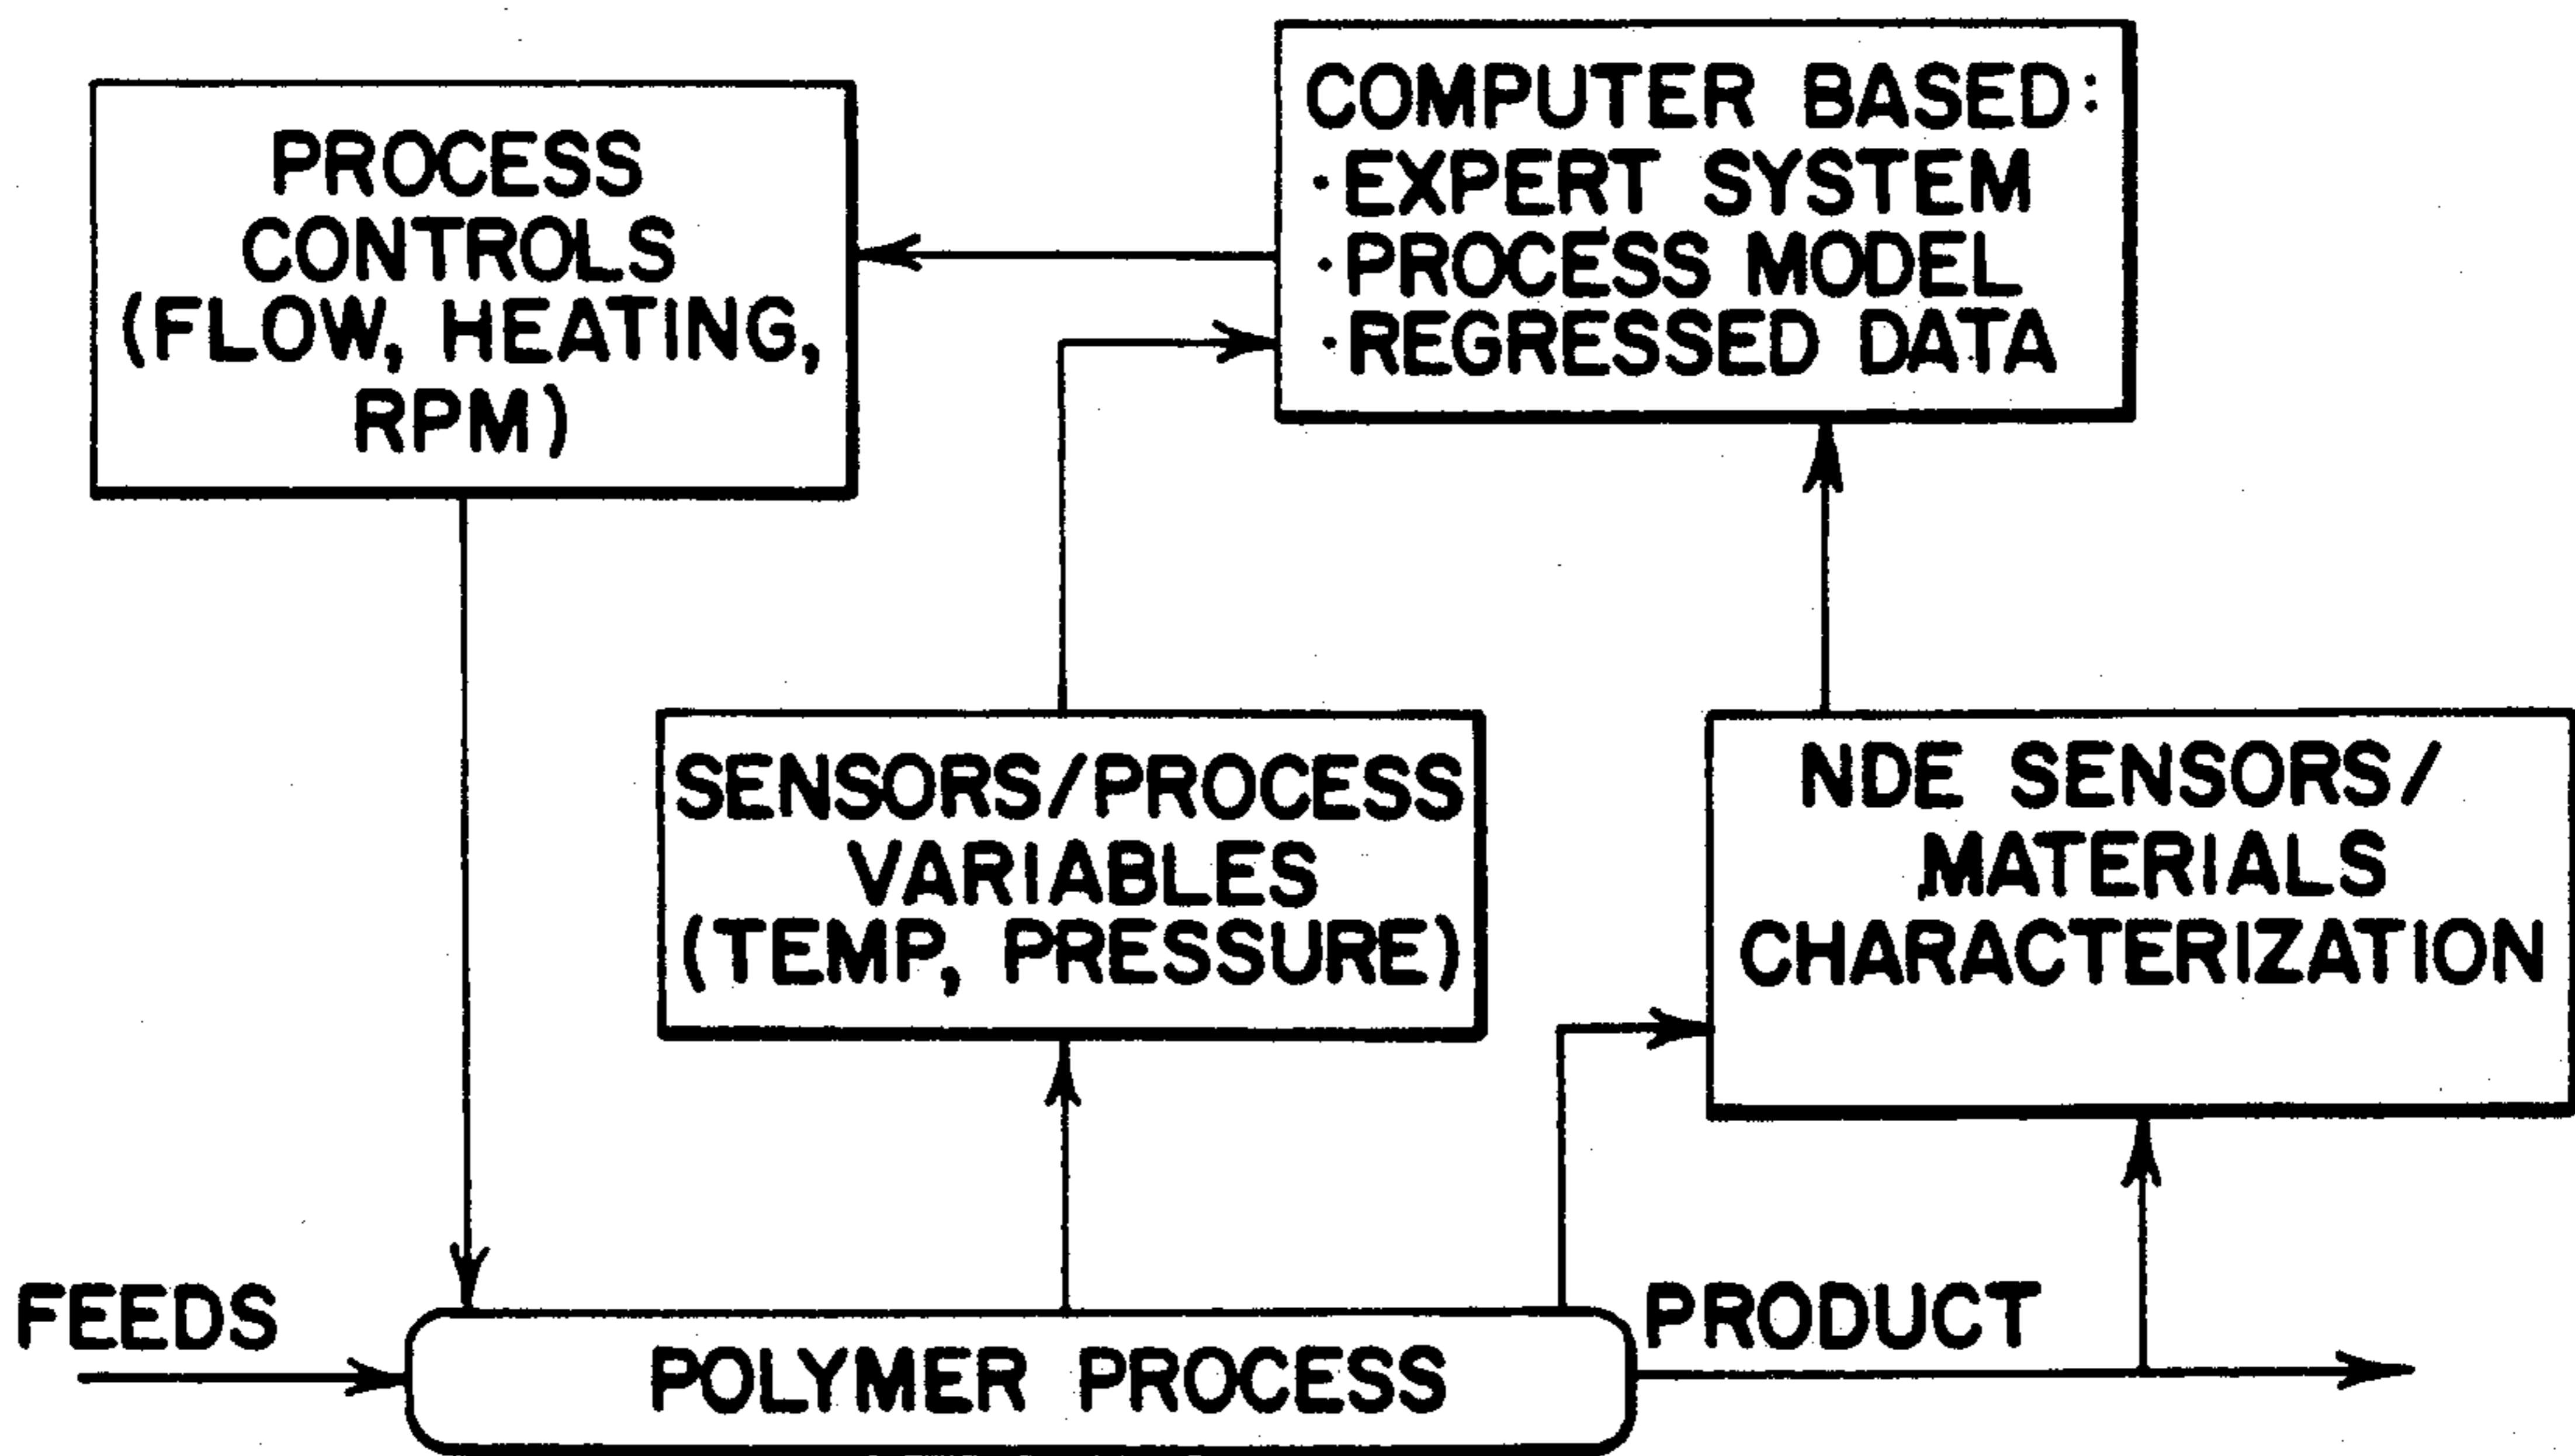 PROCESS
CONTROLS
(FLOW, HEATING,
RPM)
COMPUTER BASED:
·EXPERT SYSTEM
·PROCESS MODEL
·REGRESSED DATA
SENSORS/PROCESS
VARIABLES
(TEMP, PRESSURE)
NDE SENSORS/
MATERIALS
CHARACTERIZATION
FEEDS
POLYMER PROCESS
PRODUCT